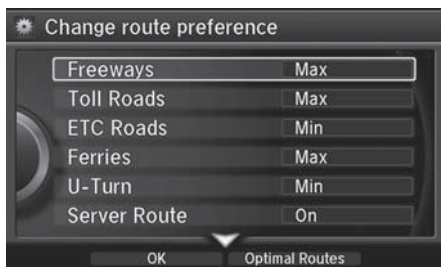 Change route preference
Freeways Max
Toll Roads Max
ETC Roads Min
Ferries Max
U-Turn Min
Server Route On
OK Optimal Routes